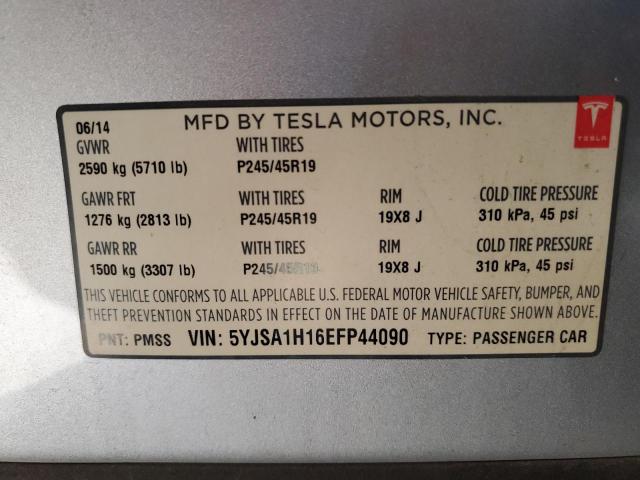 06/14 MFD BY TESLA MOTORS, INC.
TESLA
GVWR WITH TIRES
2590 kg (5710 lb) P245/45R19
GAWR FRT WITH TIRES RIM COLD TIRE PRESSURE
1276 kg (2813 lb) P245/45R19 19X8 J 310 kPa, 45 psi
GAWR RR WITH TIRES RIM COLD TIRE PRESSURE
1500 kg (3307 lb) P245/45R19 19X8 J 310 kPa, 45 psi
THIS VEHICLE CONFORMS TO ALL APPLICABLE U.S. FEDERAL MOTOR VEHICLE SAFETY, BUMPER, AND
THEFT PREVENTION STANDARDS IN EFFECT ON THE DATE OF MANUFACTURE SHOWN ABOVE.
PNT: PMSS VIN: 5YJSA1H16EFP44090 TYPE: PASSENGER CAR